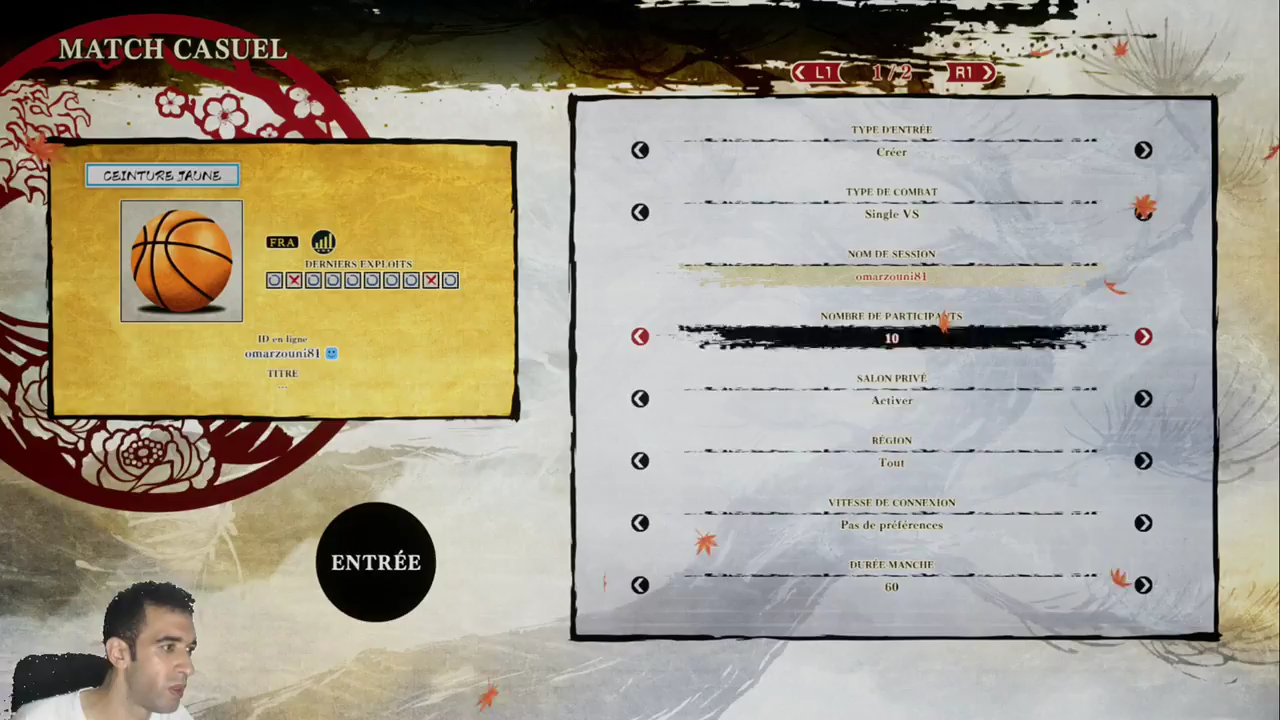 MATCH CASUEL
L1 1/2 R1
CEINTURE JAUNE
FRA
DERNIERS EXPLOITS
ID en ligne
omarzouni81
TITRE
...
ENTRÉE
TYPE D'ENTRÉE
Créer
TYPE DE COMBAT
Single VS
NOM DE SESSION
omarzouni81
NOMBRE DE PARTICIPANTS
10
SALON PRIVÉ
Activer
RÉGION
Tout
VITESSE DE CONNEXION
Pas de préférences
DURÉE MANCHE
60